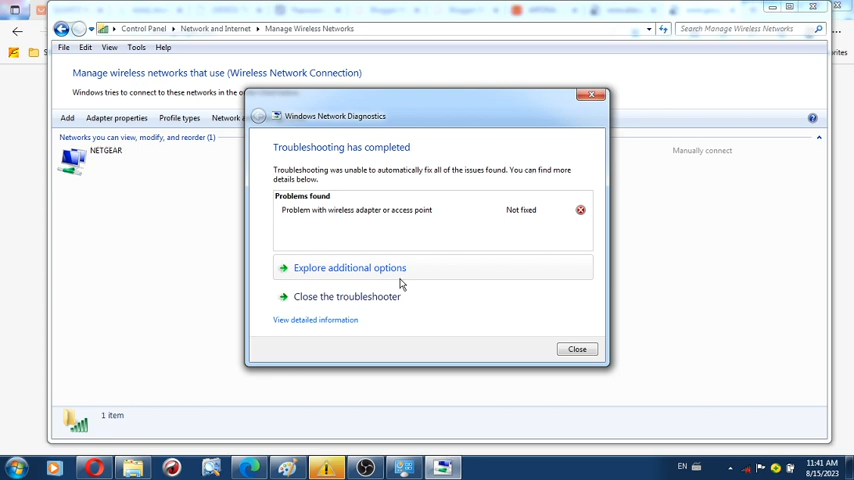 Control Panel Network and Internet Manage Wireless Networks
Search Manage Wireless Networks
File Edit View Tools Help
Manage wireless networks that use (Wireless Network Connection)
Windows tries to connect to these networks in the
Add Adapter properties Profile types Network
Networks you can view, modify, and reorder (1)
NETGEAR
Manually connect
Windows Network Diagnostics
Troubleshooting has completed
Troubleshooting was unable to automatically fix all of the issues found. You can find more
details below.
Problems found
Problem with wireless adapter or access point Not fixed
Explore additional options
Close the troubleshooter
View detailed information
Close
1 item
EN
11:41 AM
8/15/2023